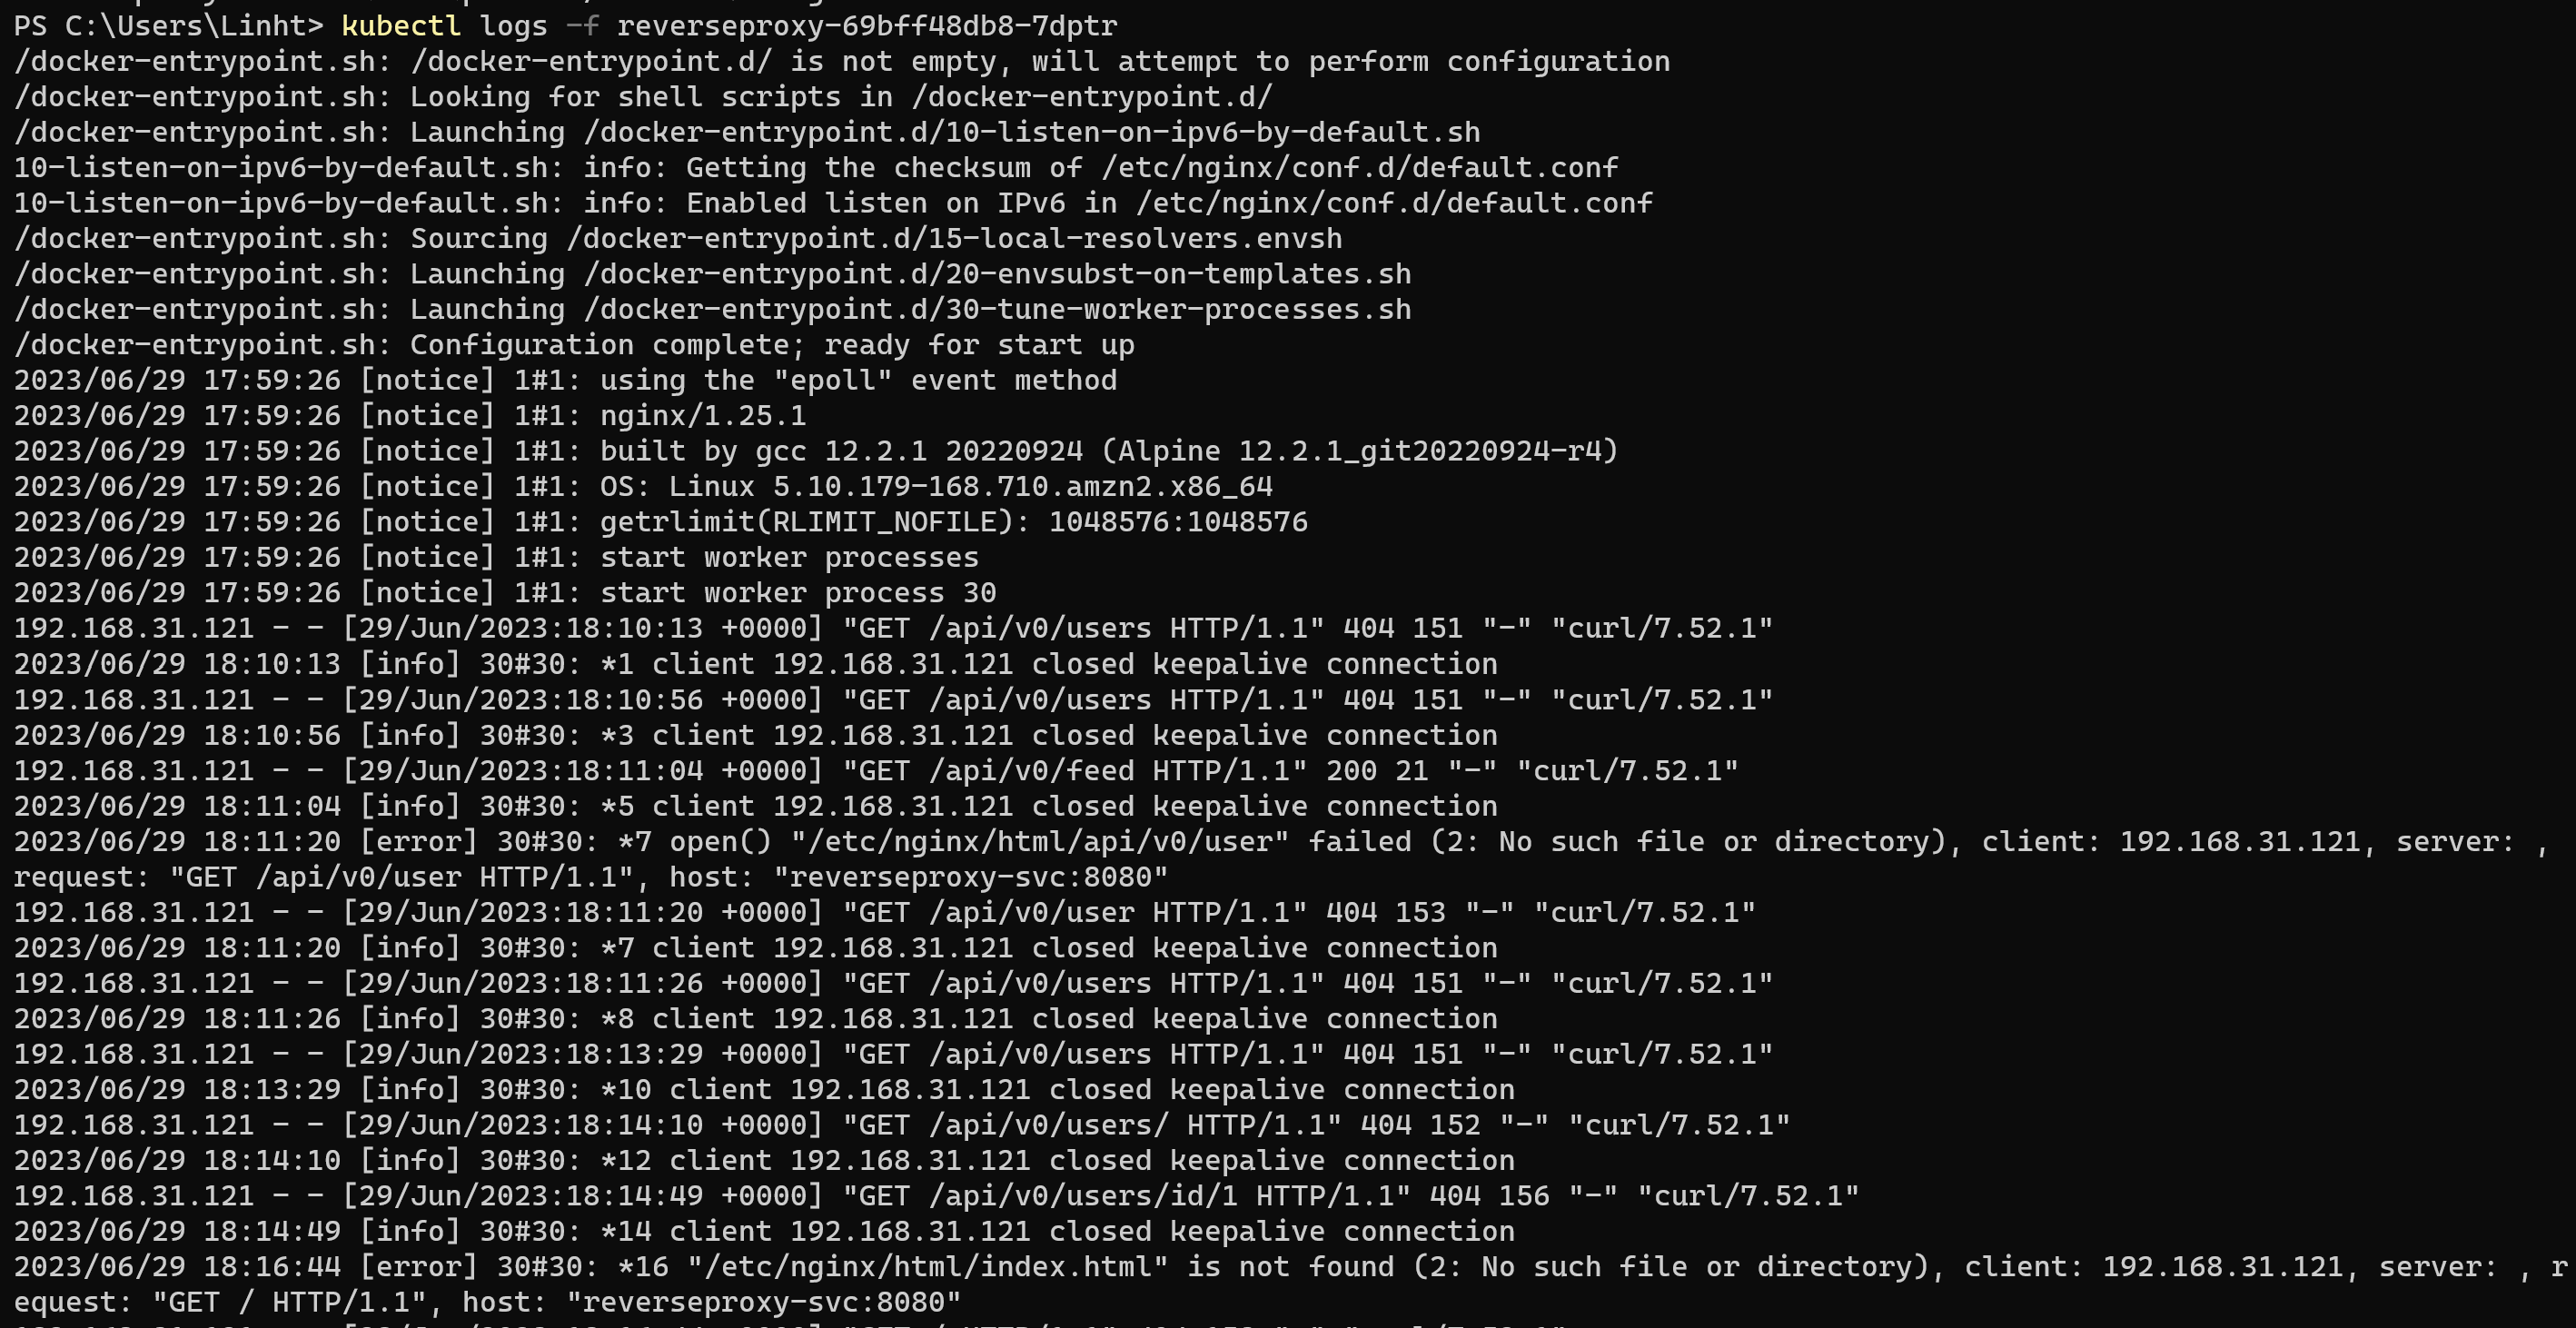 PS C:\Users\Linht> kubectl logs -f reverseproxy-69bff48db8-7dptr
/docker-entrypoint.sh: /docker-entrypoint.d/ is not empty, will attempt to perform configuration
/docker-entrypoint.sh: Looking for shell scripts in /docker-entrypoint.d/
/docker-entrypoint.sh: Launching /docker-entrypoint.d/10-listen-on-ipv6-by-default.sh
10-listen-on-ipv6-by-default.sh: info: Getting the checksum of /etc/nginx/conf.d/default.conf
10-listen-on-ipv6-by-default.sh: info: Enabled listen on IPv6 in /etc/nginx/conf.d/default.conf
/docker-entrypoint.sh: Sourcing /docker-entrypoint.d/15-local-resolvers.envsh
/docker-entrypoint.sh: Launching /docker-entrypoint.d/20-envsubst-on-templates.sh
/docker-entrypoint.sh: Launching /docker-entrypoint.d/30-tune-worker-processes.sh
/docker-entrypoint.sh: Configuration complete; ready for start up
2023/06/29 17:59:26 [notice] 1#1: using the "epoll" event method
2023/06/29 17:59:26 [notice] 1#1: nginx/1.25.1
2023/06/29 17:59:26 [notice] 1#1: built by gcc 12.2.1 20220924 (Alpine 12.2.1_git20220924-r4)
2023/06/29 17:59:26 [notice] 1#1: OS: Linux 5.10.179-168.710.amzn2.x86_64
2023/06/29 17:59:26 [notice] 1#1: getrlimit(RLIMIT_NOFILE): 1048576:1048576
2023/06/29 17:59:26 [notice] 1#1: start worker processes
2023/06/29 17:59:26 [notice] 1#1: start worker process 30
192.168.31.121 - - [29/Jun/2023:18:10:13 +0000] "GET /api/v0/users HTTP/1.1" 404 151 "-" "curl/7.52.1"
2023/06/29 18:10:13 [info] 30#30: *1 client 192.168.31.121 closed keepalive connection
192.168.31.121 - - [29/Jun/2023:18:10:56 +0000] "GET /api/v0/users HTTP/1.1" 404 151 "-" "curl/7.52.1"
2023/06/29 18:10:56 [info] 30#30: *3 client 192.168.31.121 closed keepalive connection
192.168.31.121 - - [29/Jun/2023:18:11:04 +0000] "GET /api/v0/feed HTTP/1.1" 200 21 "-" "curl/7.52.1"
2023/06/29 18:11:04 [info] 30#30: *5 client 192.168.31.121 closed keepalive connection
2023/06/29 18:11:20 [error] 30#30: *7 open() "/etc/nginx/html/api/v0/user" failed (2: No such file or directory), client: 192.168.31.121, server: ,
request: "GET /api/v0/user HTTP/1.1", host: "reverseproxy-svc:8080"
192.168.31.121 - - [29/Jun/2023:18:11:20 +0000] "GET /api/v0/user HTTP/1.1" 404 153 "-" "curl/7.52.1"
2023/06/29 18:11:20 [info] 30#30: *7 client 192.168.31.121 closed keepalive connection
192.168.31.121 - - [29/Jun/2023:18:11:26 +0000] "GET /api/v0/users HTTP/1.1" 404 151 "-" "curl/7.52.1"
2023/06/29 18:11:26 [info] 30#30: *8 client 192.168.31.121 closed keepalive connection
192.168.31.121 - - [29/Jun/2023:18:13:29 +0000] "GET /api/v0/users HTTP/1.1" 404 151 "-" "curl/7.52.1"
2023/06/29 18:13:29 [info] 30#30: *10 client 192.168.31.121 closed keepalive connection
192.168.31.121 - - [29/Jun/2023:18:14:10 +0000] "GET /api/v0/users/ HTTP/1.1" 404 152 "-" "curl/7.52.1"
2023/06/29 18:14:10 [info] 30#30: *12 client 192.168.31.121 closed keepalive connection
192.168.31.121 - - [29/Jun/2023:18:14:49 +0000] "GET /api/v0/users/id/1 HTTP/1.1" 404 156 "-" "curl/7.52.1"
2023/06/29 18:14:49 [info] 30#30: *14 client 192.168.31.121 closed keepalive connection
2023/06/29 18:16:44 [error] 30#30: *16 "/etc/nginx/html/index.html" is not found (2: No such file or directory), client: 192.168.31.121, server: , r
equest: "GET / HTTP/1.1", host: "reverseproxy-svc:8080"